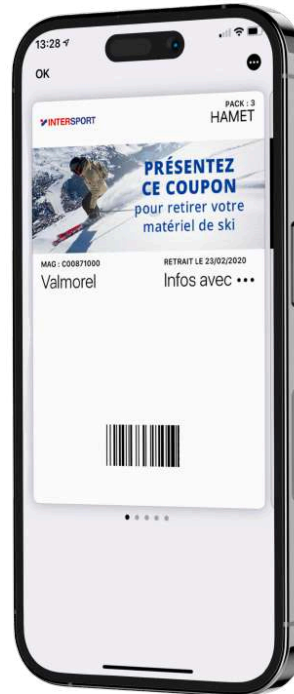 13:28
OK
PACK : 3
INTERSPORT
HAMET
PRÉSENTEZ
CE COUPON
pour retirer votre
matériel de ski
MAG : C00871000
RETRAIT LE 23/02/2020
Valmorel
Infos avec •••